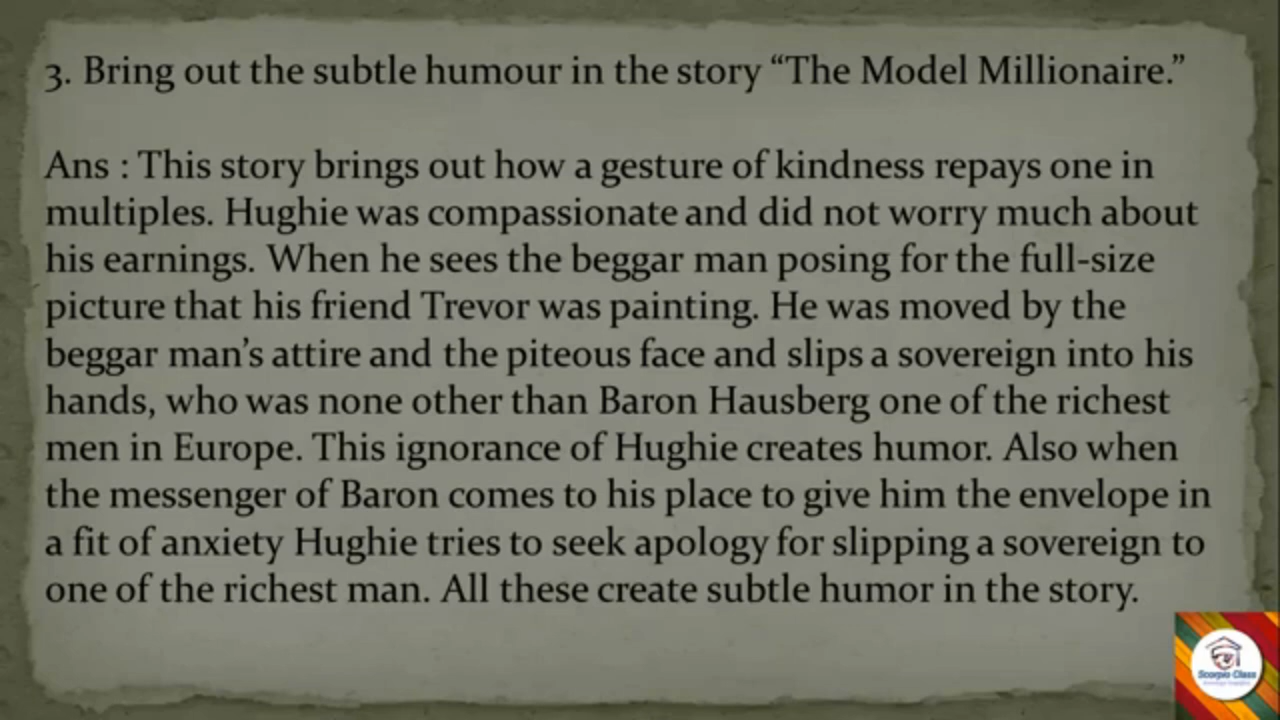 3. Bring out the subtle humour in the story “The Model Millionaire.”
Ans : This story brings out how a gesture of kindness repays one in
multiples. Hughie was compassionate and did not worry much about
his earnings. When he sees the beggar man posing for the full-size
picture that his friend Trevor was painting. He was moved by the
beggar man’s attire and the piteous face and slips a sovereign into his
hands, who was none other than Baron Hausberg one of the richest
men in Europe. This ignorance of Hughie creates humor. Also when
the messenger of Baron comes to his place to give him the envelope in
a fit of anxiety Hughie tries to seek apology for slipping a sovereign to
one of the richest man. All these create subtle humor in the story.
Scorpio Class